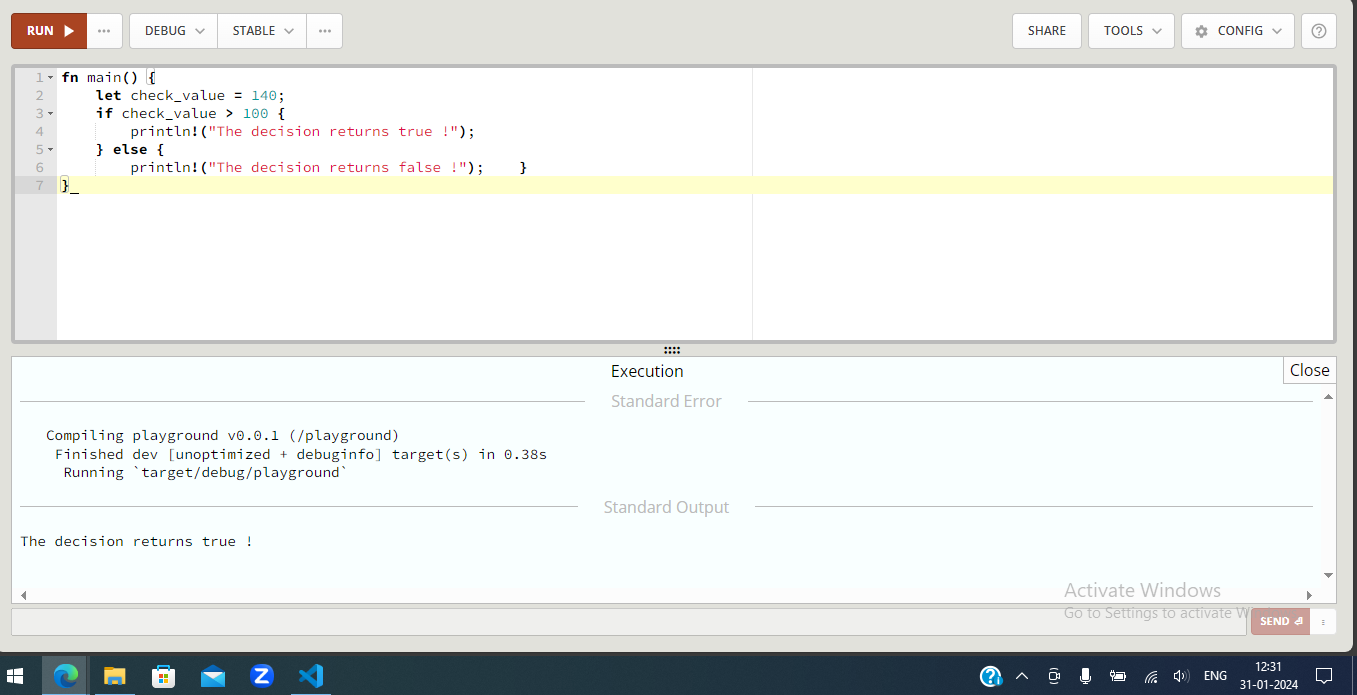 RUN ... DEBUG STABLE ... SHARE TOOLS CONFIG ?
1 fn main() {
2 let check_value = 140;
3 if check_value > 100 {
4 println!("The decision returns true !");
5 } else {
6 println!("The decision returns false !");    }
7 }
Execution Close
Standard Error
Compiling playground v0.0.1 (/playground)
Finished dev [unoptimized + debuginfo] target(s) in 0.38s
Running `target/debug/playground`
Standard Output
The decision returns true !
Activate Windows
Go to Settings to activate
SEND
Z ? ENG 12:31
31-01-2024